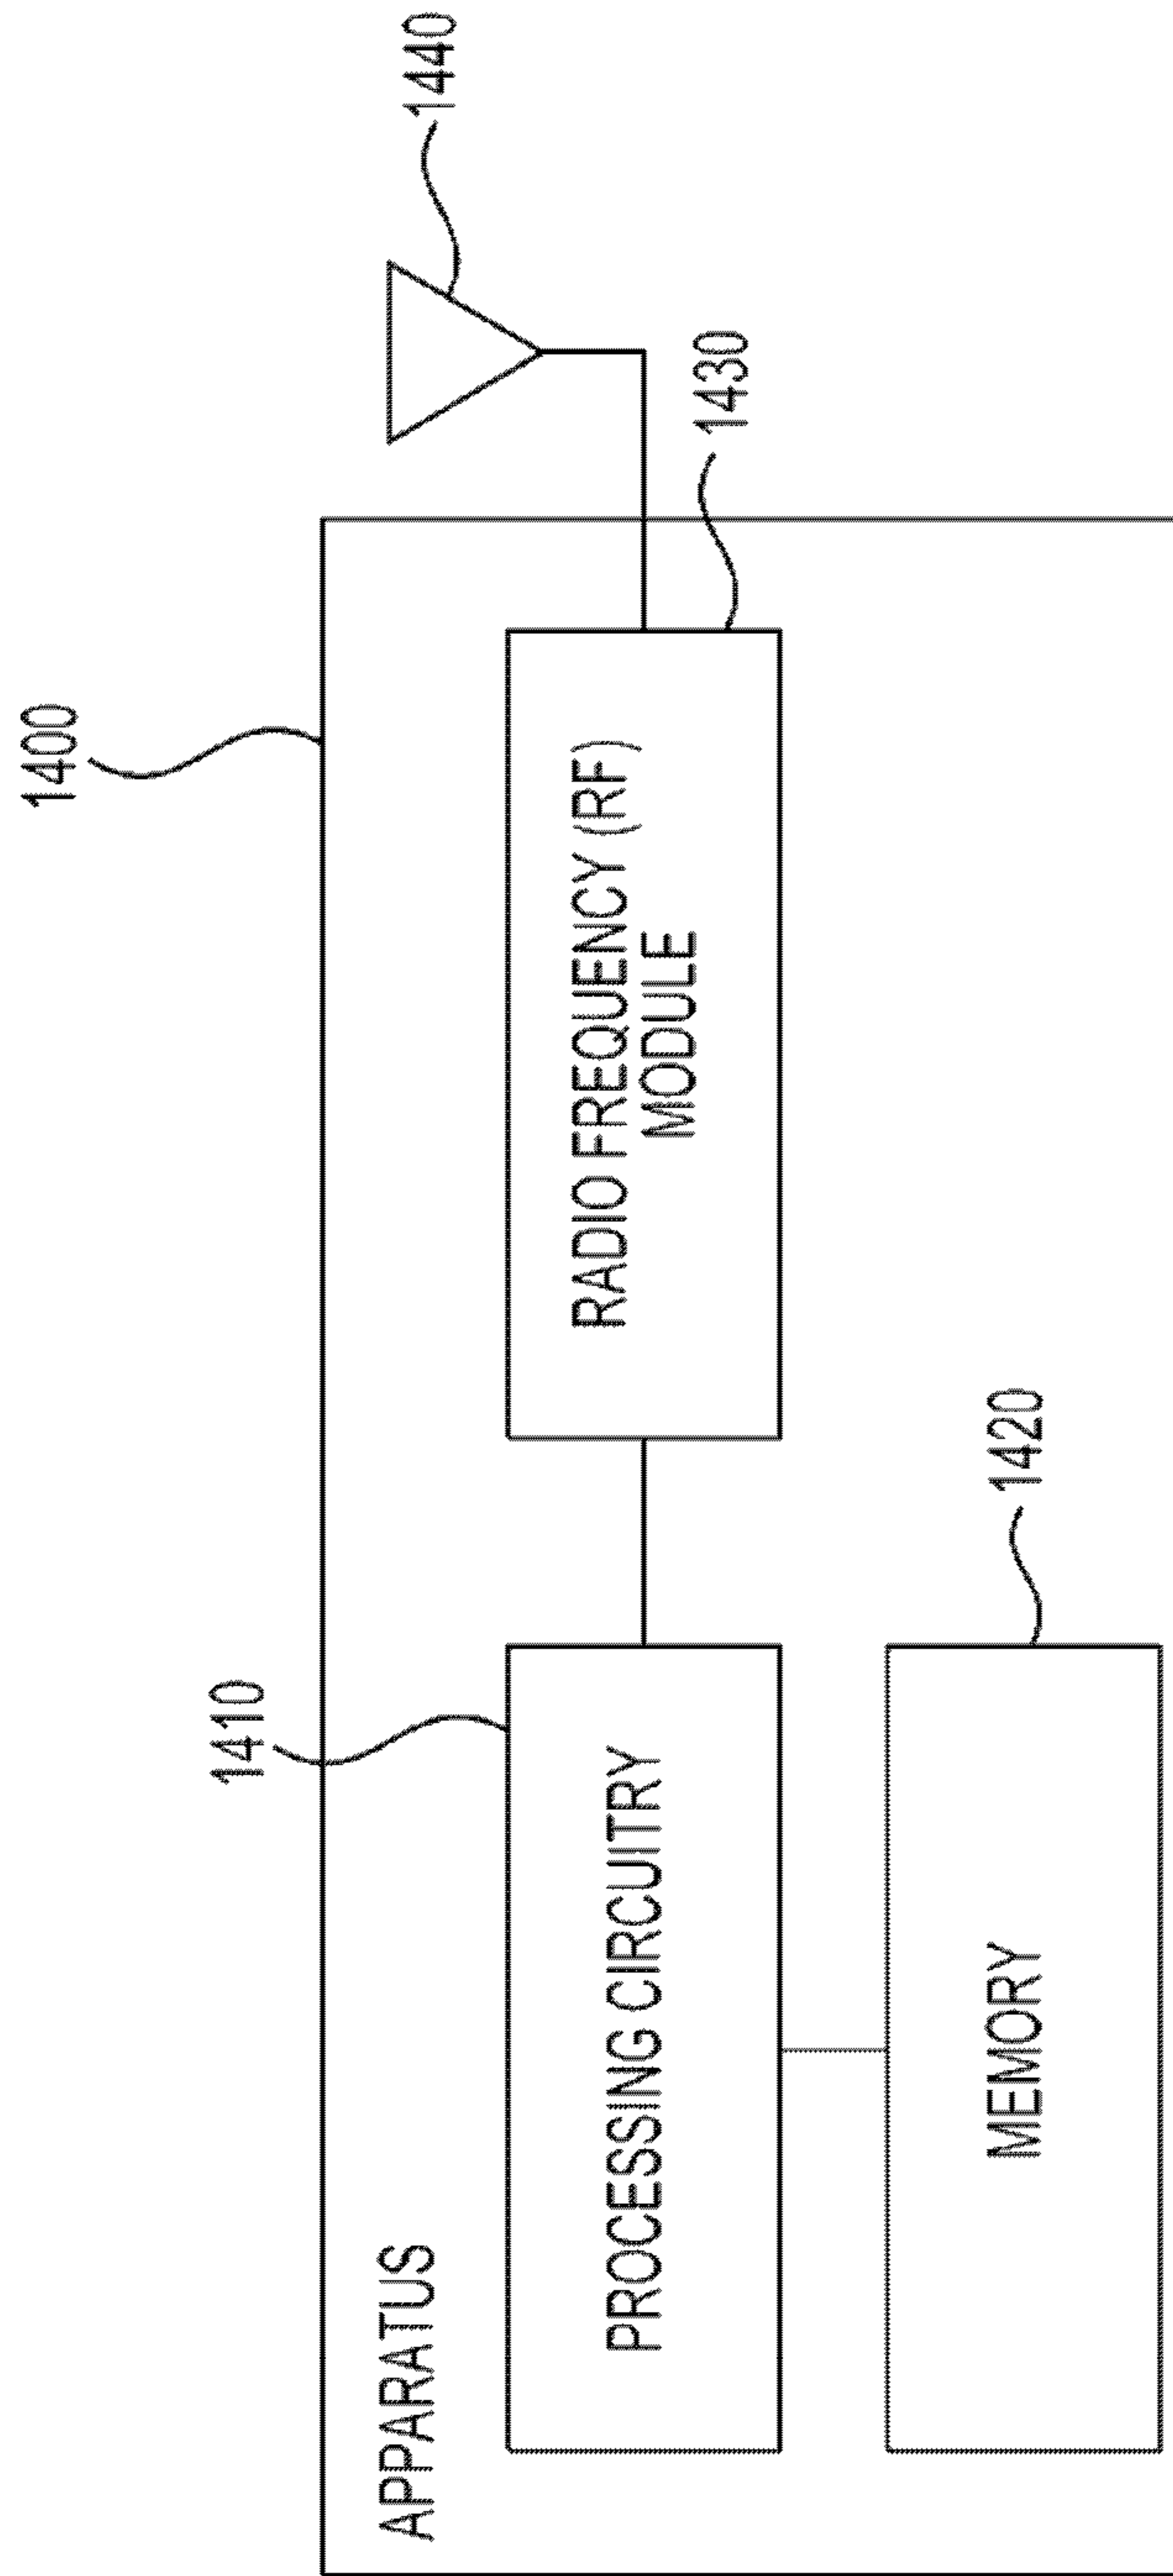 1400
1440
APPARATUS
1410
PROCESSING CIRCUITRY
RADIO FREQUENCY (RF)
MODULE
1430
MEMORY
1420